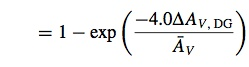 = 1 − exp ( −4.0ΔA_{V, DG} / Ā_V )